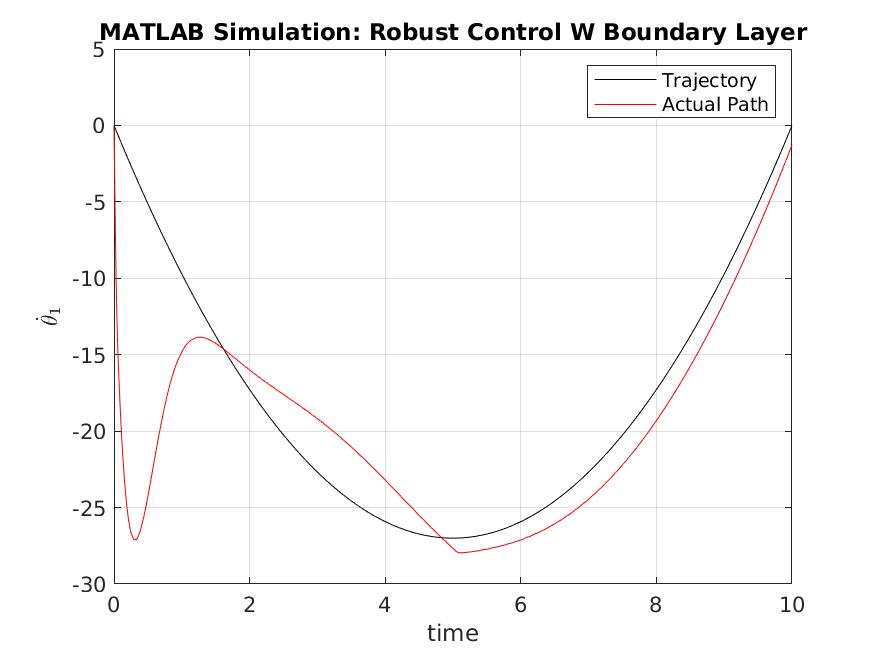 MATLAB Simulation: Robust Control W Boundary Layer
5
0
-5
-10
-15
-20
-25
-30
θ̇₁
Trajectory
Actual Path
0 2 4 6 8 10
time